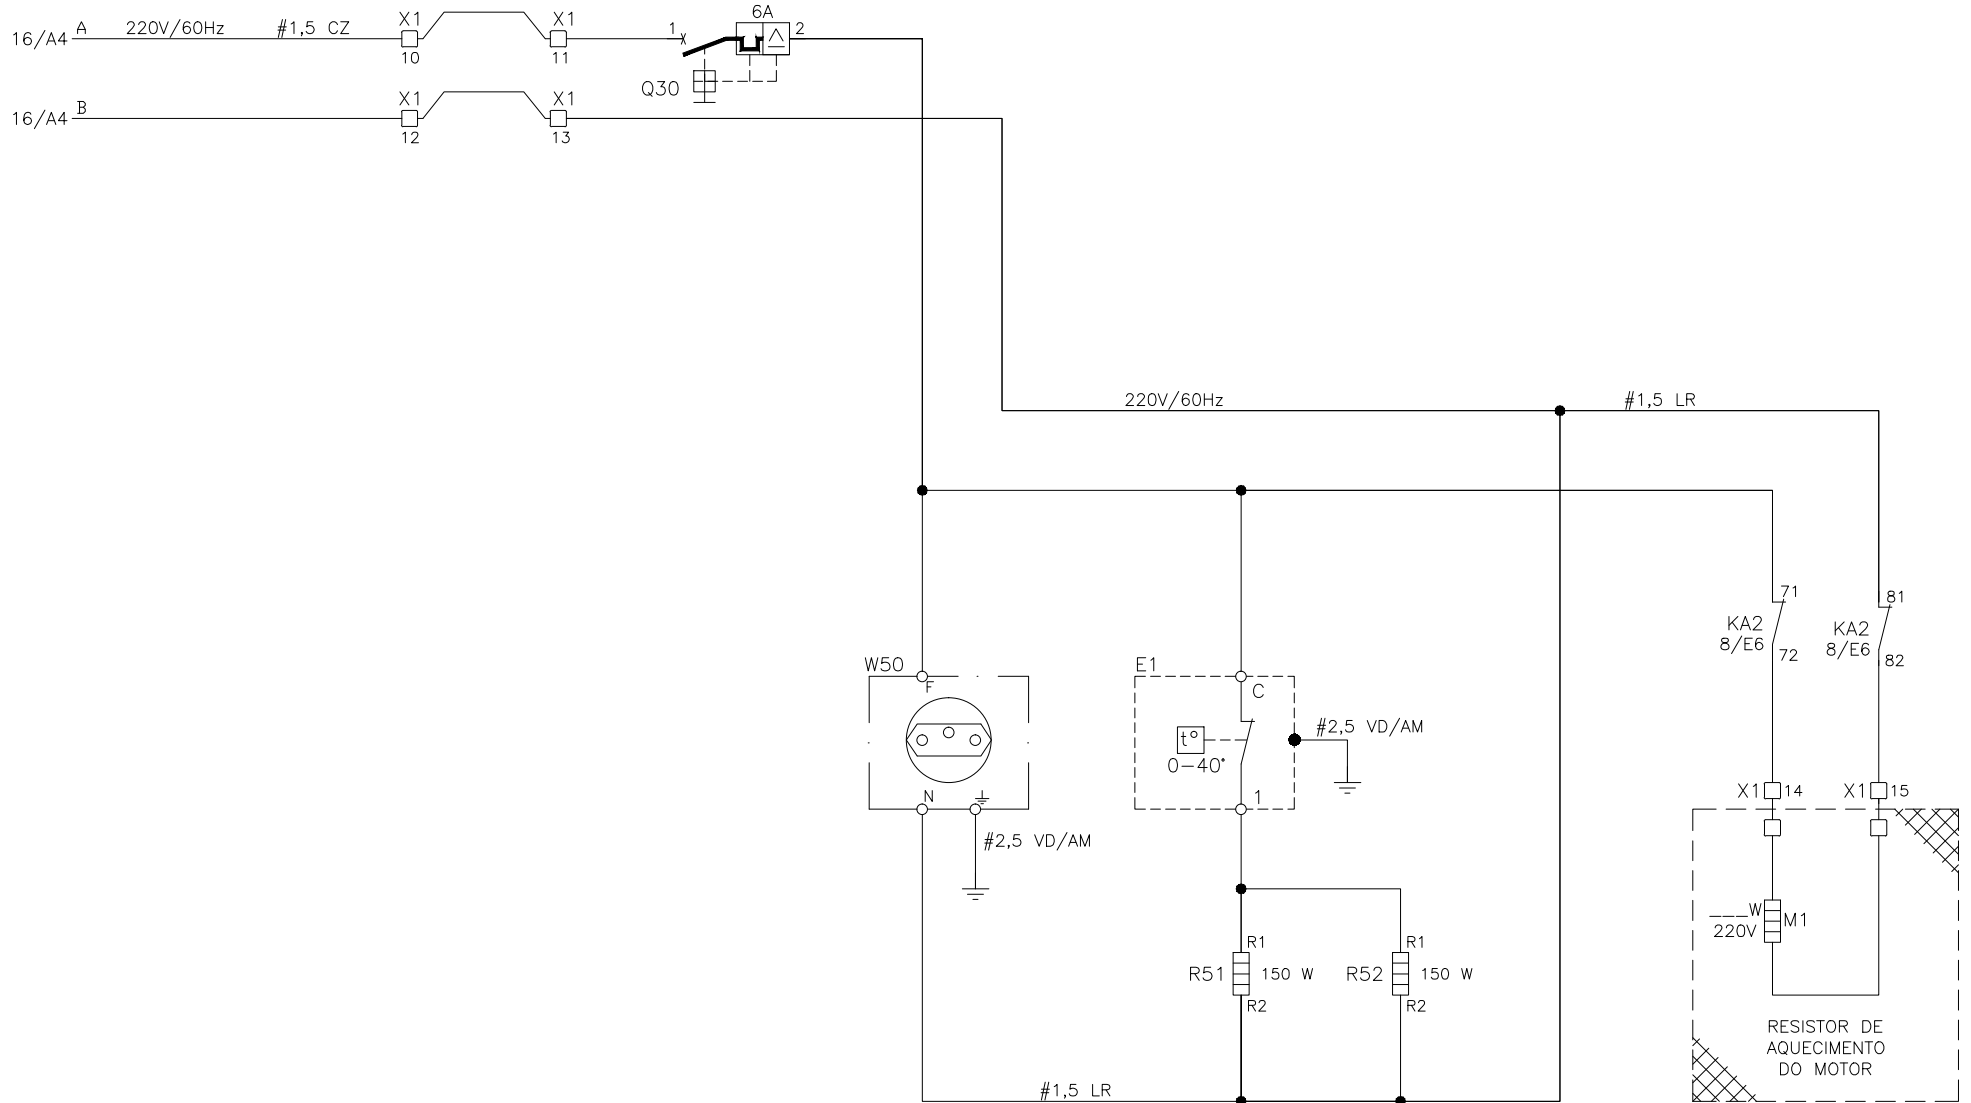 6A
16/A4 A 220V/60Hz #1,5 CZ X1 X1 1 2
10 11
Q30
16/A4 B X1 X1
12 13
220V/60Hz #1,5 LR
71 81
KA2 KA2
8/E6 8/E6
72 82
W50 E1
F C
t° #2,5 VD/AM
0-40°
N 1
X1 14 X1 15
#2,5 VD/AM
___W M1
220V
R1 R1
R51 150 W R52 150 W
R2 R2
RESISTOR DE
AQUECIMENTO
DO MOTOR
#1,5 LR